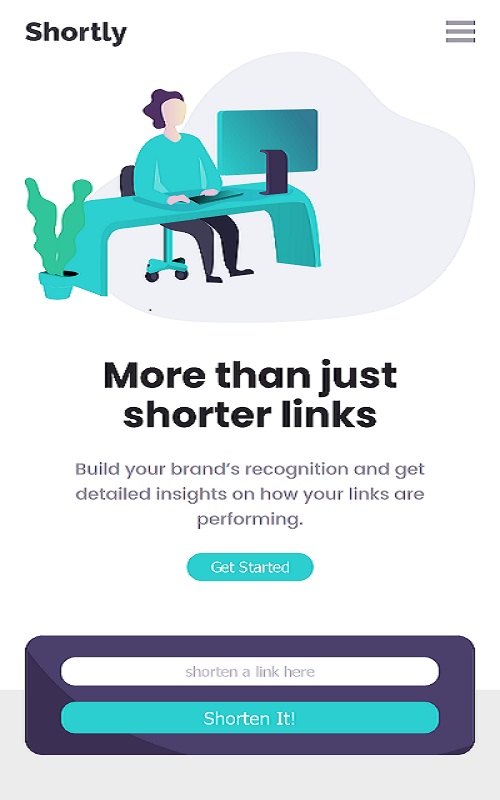 Shortly
More than just
shorter links
Build your brand’s recognition and get
detailed insights on how your links are
performing.
Get Started
shorten a link here
Shorten It!